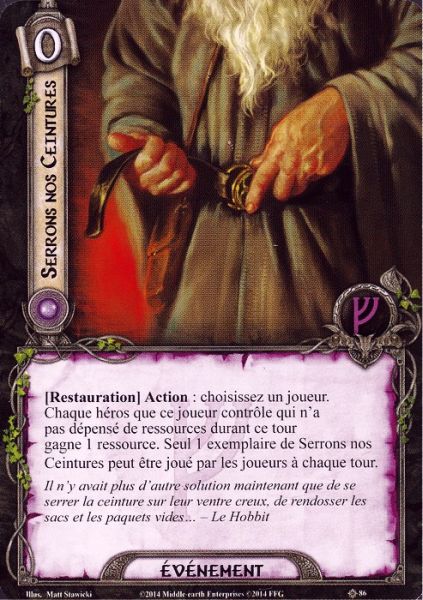 0
SERRONS NOS CEINTURES
[Restauration] Action : choisissez un joueur.
Chaque héros que ce joueur contrôle qui n'a
pas dépensé de ressources durant ce tour
gagne 1 ressource. Seul 1 exemplaire de Serrons nos
Ceintures peut être joué par les joueurs à chaque tour.
Il n'y avait plus d'autre solution maintenant que de se
serrer la ceinture sur leur ventre creux, de rendosser les
sacs et les paquets vides... – Le Hobbit
ÉVÉNEMENT
Illus. Matt Stawicki ©2014 Middle-earth Enterprises ©2014 FFG 86